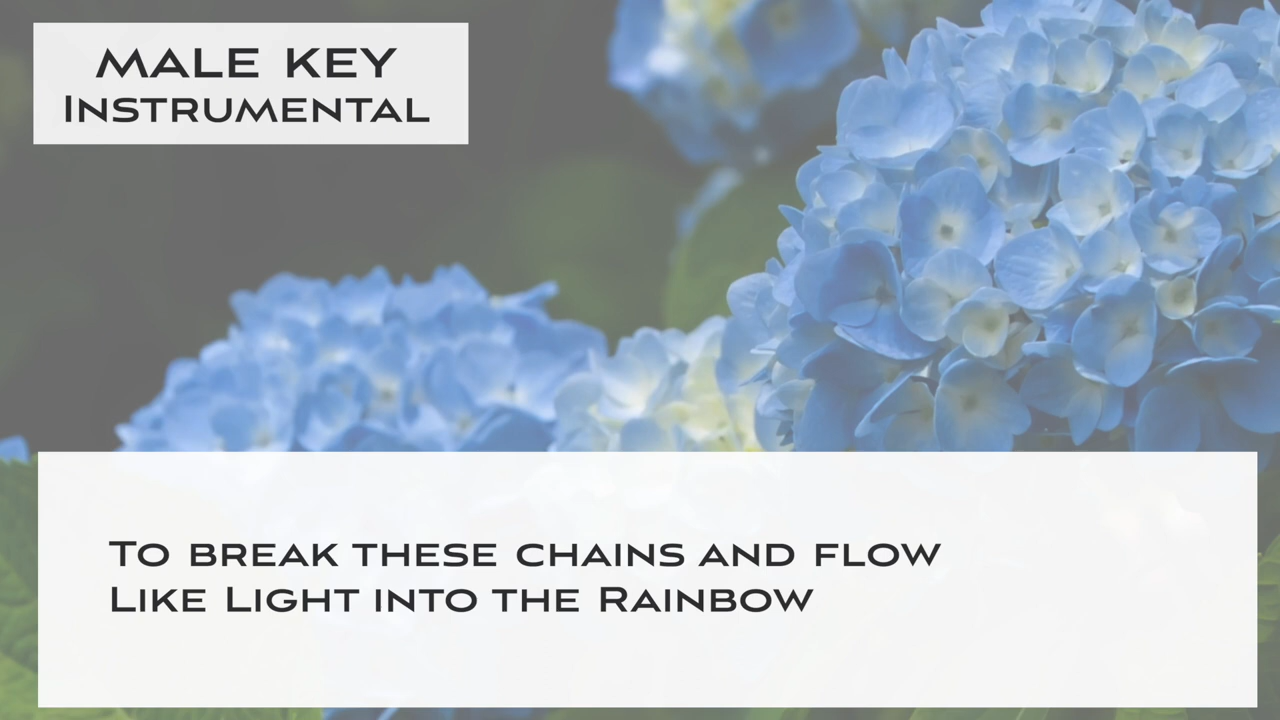 MALE KEY
INSTRUMENTAL
TO BREAK THESE CHAINS AND FLOW
LIKE LIGHT INTO THE RAINBOW